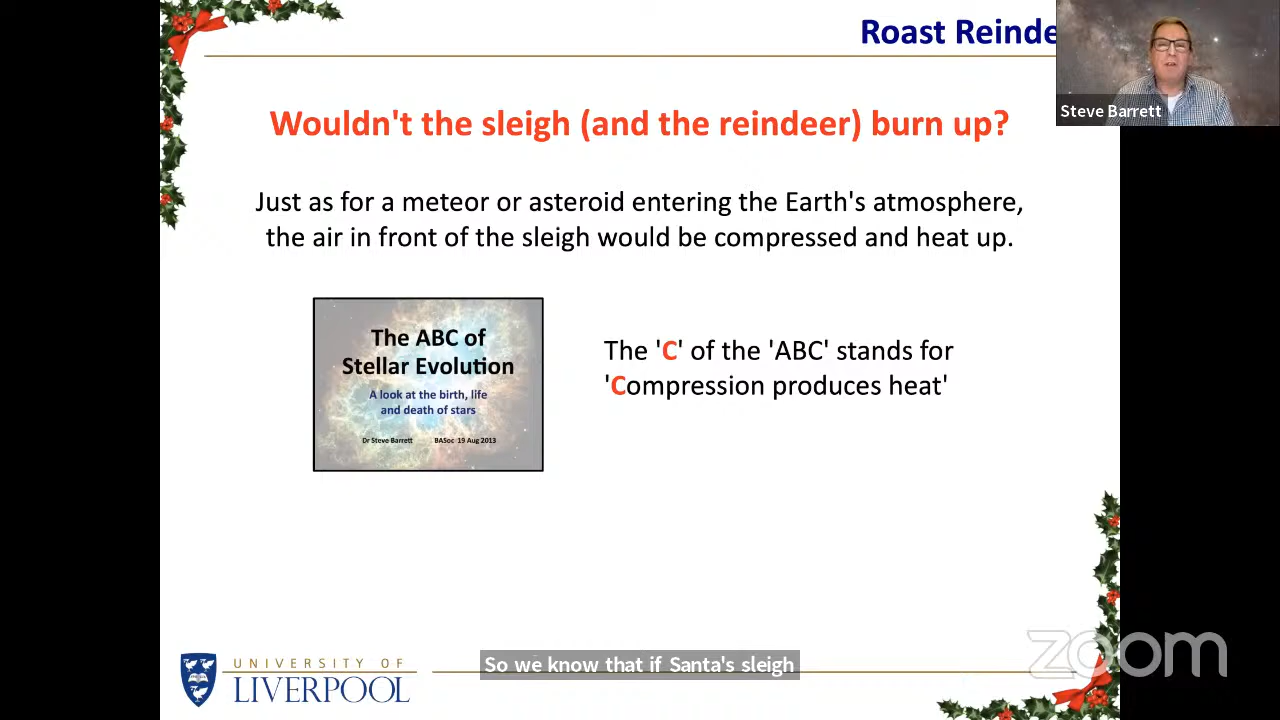 Roast Reinde
Steve Barrett
Wouldn't the sleigh (and the reindeer) burn up?
Just as for a meteor or asteroid entering the Earth's atmosphere,
the air in front of the sleigh would be compressed and heat up.
The ABC of
Stellar Evolution
A look at the birth, life
and death of stars
Dr Steve Barrett BASoc 19 Aug 2013
The 'C' of the 'ABC' stands for
'Compression produces heat'
UNIVERSITY OF
LIVERPOOL
So we know that if Santa's sleigh
zoom